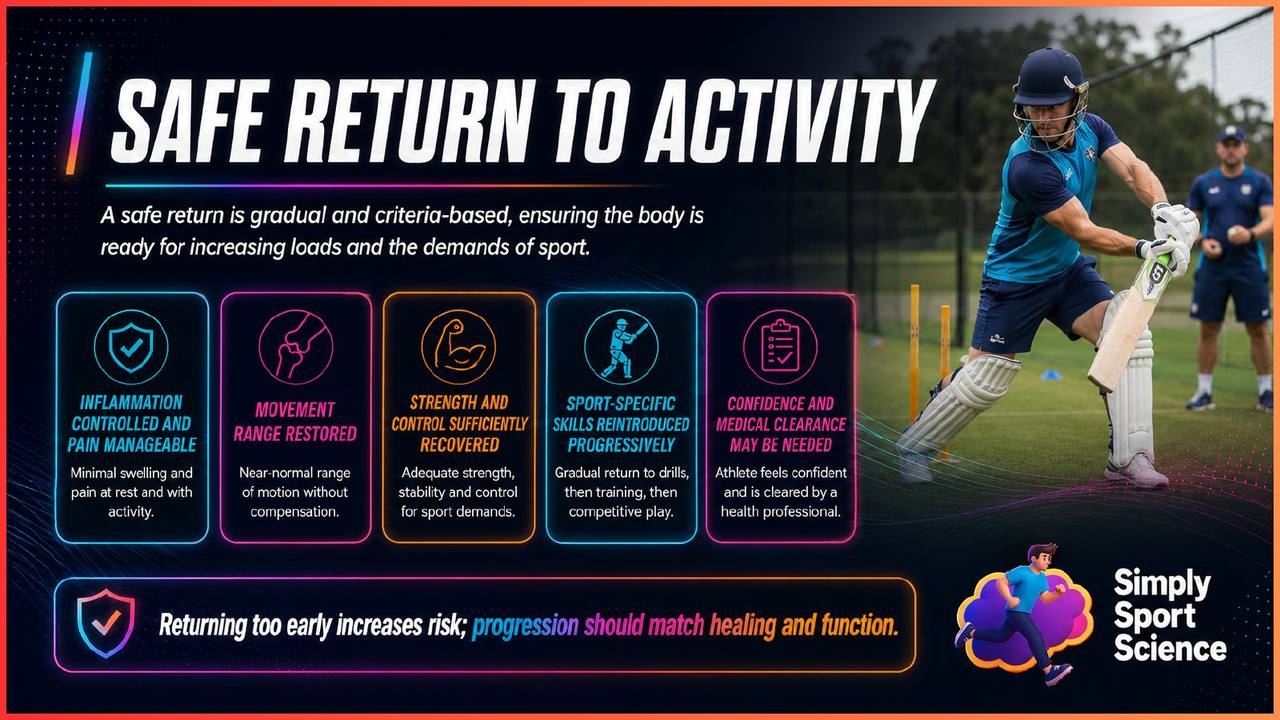 SAFE RETURN TO ACTIVITY
A safe return is gradual and criteria-based, ensuring the body is
ready for increasing loads and the demands of sport.
INFLAMMATION
CONTROLLED AND
PAIN MANAGEABLE
Minimal swelling and
pain at rest and with
activity.
MOVEMENT
RANGE RESTORED
Near-normal range
of motion without
compensation.
STRENGTH AND
CONTROL SUFFICIENTLY
RECOVERED
Adequate strength,
stability and control
for sport demands.
SPORT-SPECIFIC
SKILLS REINTRODUCED
PROGRESSIVELY
Gradual return to drills,
then training, then
competitive play.
CONFIDENCE AND
MEDICAL CLEARANCE
MAY BE NEEDED
Athlete feels confident
and is cleared by a
health professional.
Returning too early increases risk; progression should match healing and function.
Simply
Sport
Science